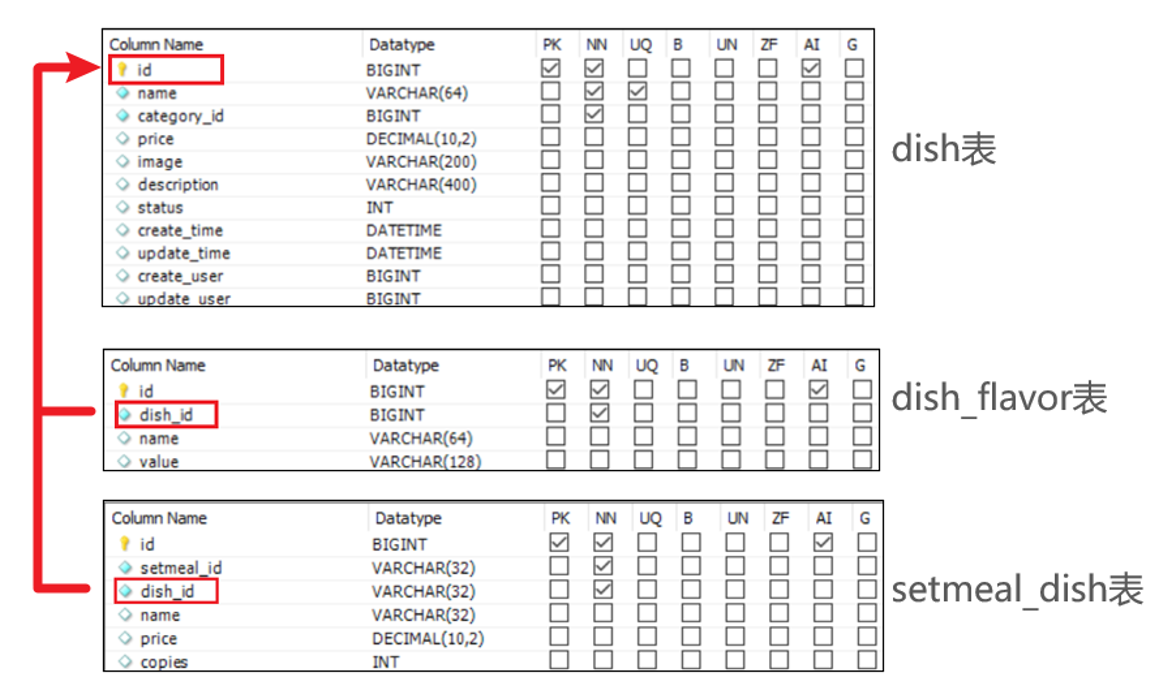 Column Name Datatype PK NN UQ B UN ZF AI G
id BIGINT
name VARCHAR(64)
category_id BIGINT
price DECIMAL(10,2)
image VARCHAR(200)
description VARCHAR(400)
status INT
create_time DATETIME
update_time DATETIME
create_user BIGINT
update_user BIGINT
dish表
Column Name Datatype PK NN UQ B UN ZF AI G
id BIGINT
dish_id BIGINT
name VARCHAR(64)
value VARCHAR(128)
dish_flavor表
Column Name Datatype PK NN UQ B UN ZF AI G
id BIGINT
setmeal_id VARCHAR(32)
dish_id VARCHAR(32)
name VARCHAR(32)
price DECIMAL(10,2)
copies INT
setmeal_dish表